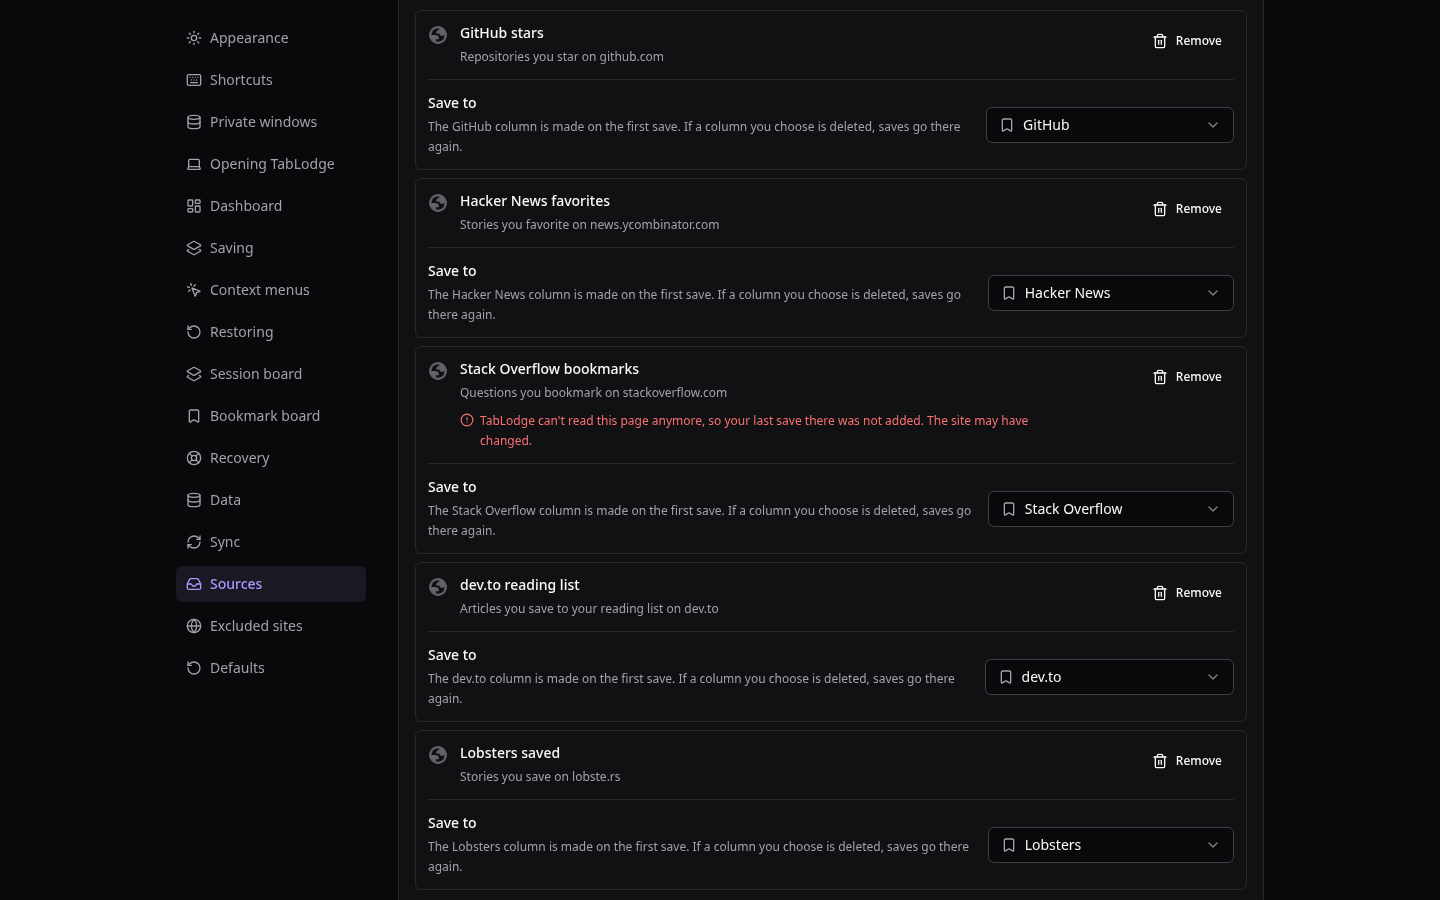 Appearance
Shortcuts
Private windows
Opening TabLodge
Dashboard
Saving
Context menus
Restoring
Session board
Bookmark board
Recovery
Data
Sync
Sources
Excluded sites
Defaults
GitHub stars
Repositories you star on github.com
Remove
Save to
The GitHub column is made on the first save. If a column you choose is deleted, saves go there
again.
GitHub
Hacker News favorites
Stories you favorite on news.ycombinator.com
Remove
Save to
The Hacker News column is made on the first save. If a column you choose is deleted, saves go
there again.
Hacker News
Stack Overflow bookmarks
Questions you bookmark on stackoverflow.com
Remove
TabLodge can't read this page anymore, so your last save there was not added. The site may have
changed.
Save to
The Stack Overflow column is made on the first save. If a column you choose is deleted, saves go
there again.
Stack Overflow
dev.to reading list
Articles you save to your reading list on dev.to
Remove
Save to
The dev.to column is made on the first save. If a column you choose is deleted, saves go there
again.
dev.to
Lobsters saved
Stories you save on lobste.rs
Remove
Save to
The Lobsters column is made on the first save. If a column you choose is deleted, saves go there
again.
Lobsters